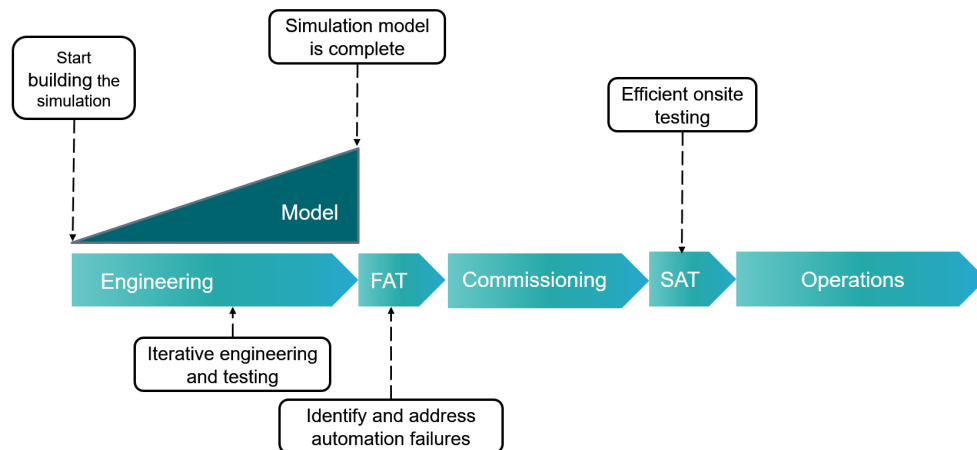 Simulation model
is complete
Start
building the
simulation
Efficient onsite
testing
Model
Engineering
FAT
Commissioning
SAT
Operations
Iterative engineering
and testing
Identify and address
automation failures